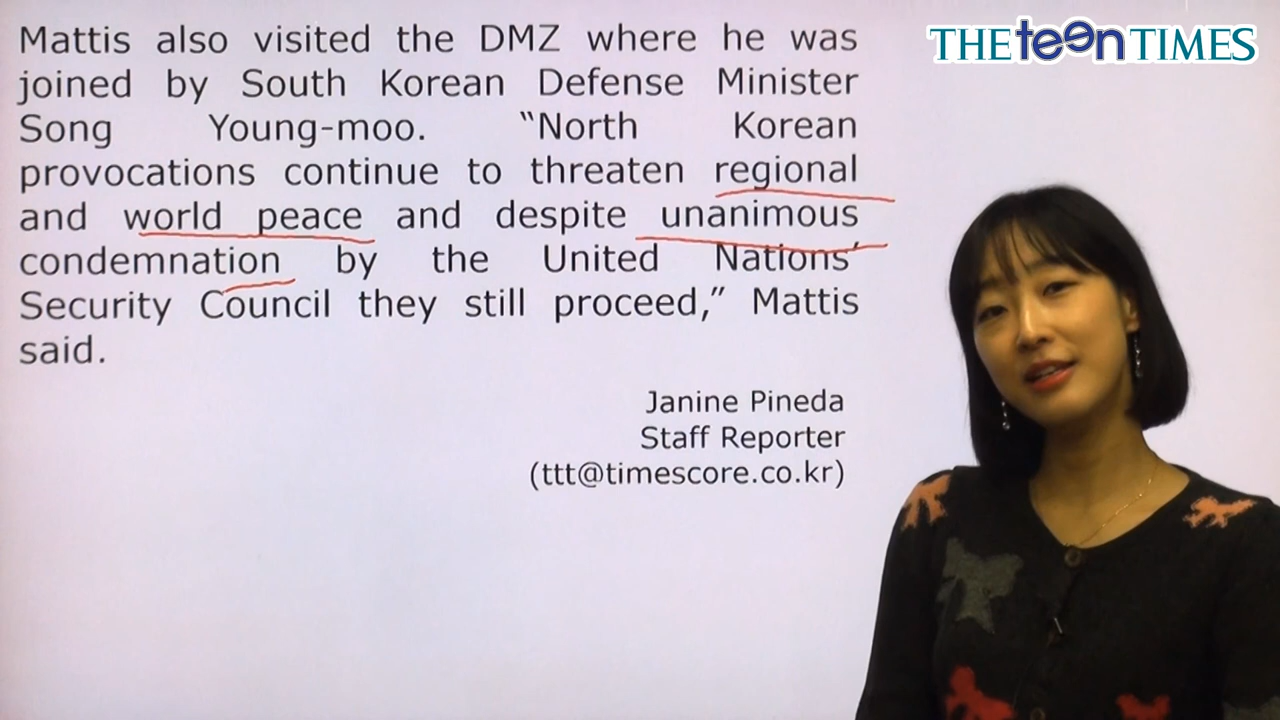 THE teen TIMES
Mattis also visited the DMZ where he was
joined by South Korean Defense Minister
Song Young-moo. “North Korean
provocations continue to threaten regional
and world peace and despite unanimous
condemnation by the United Nations’
Security Council they still proceed,” Mattis
said.
Janine Pineda
Staff Reporter
(ttt@timescore.co.kr)